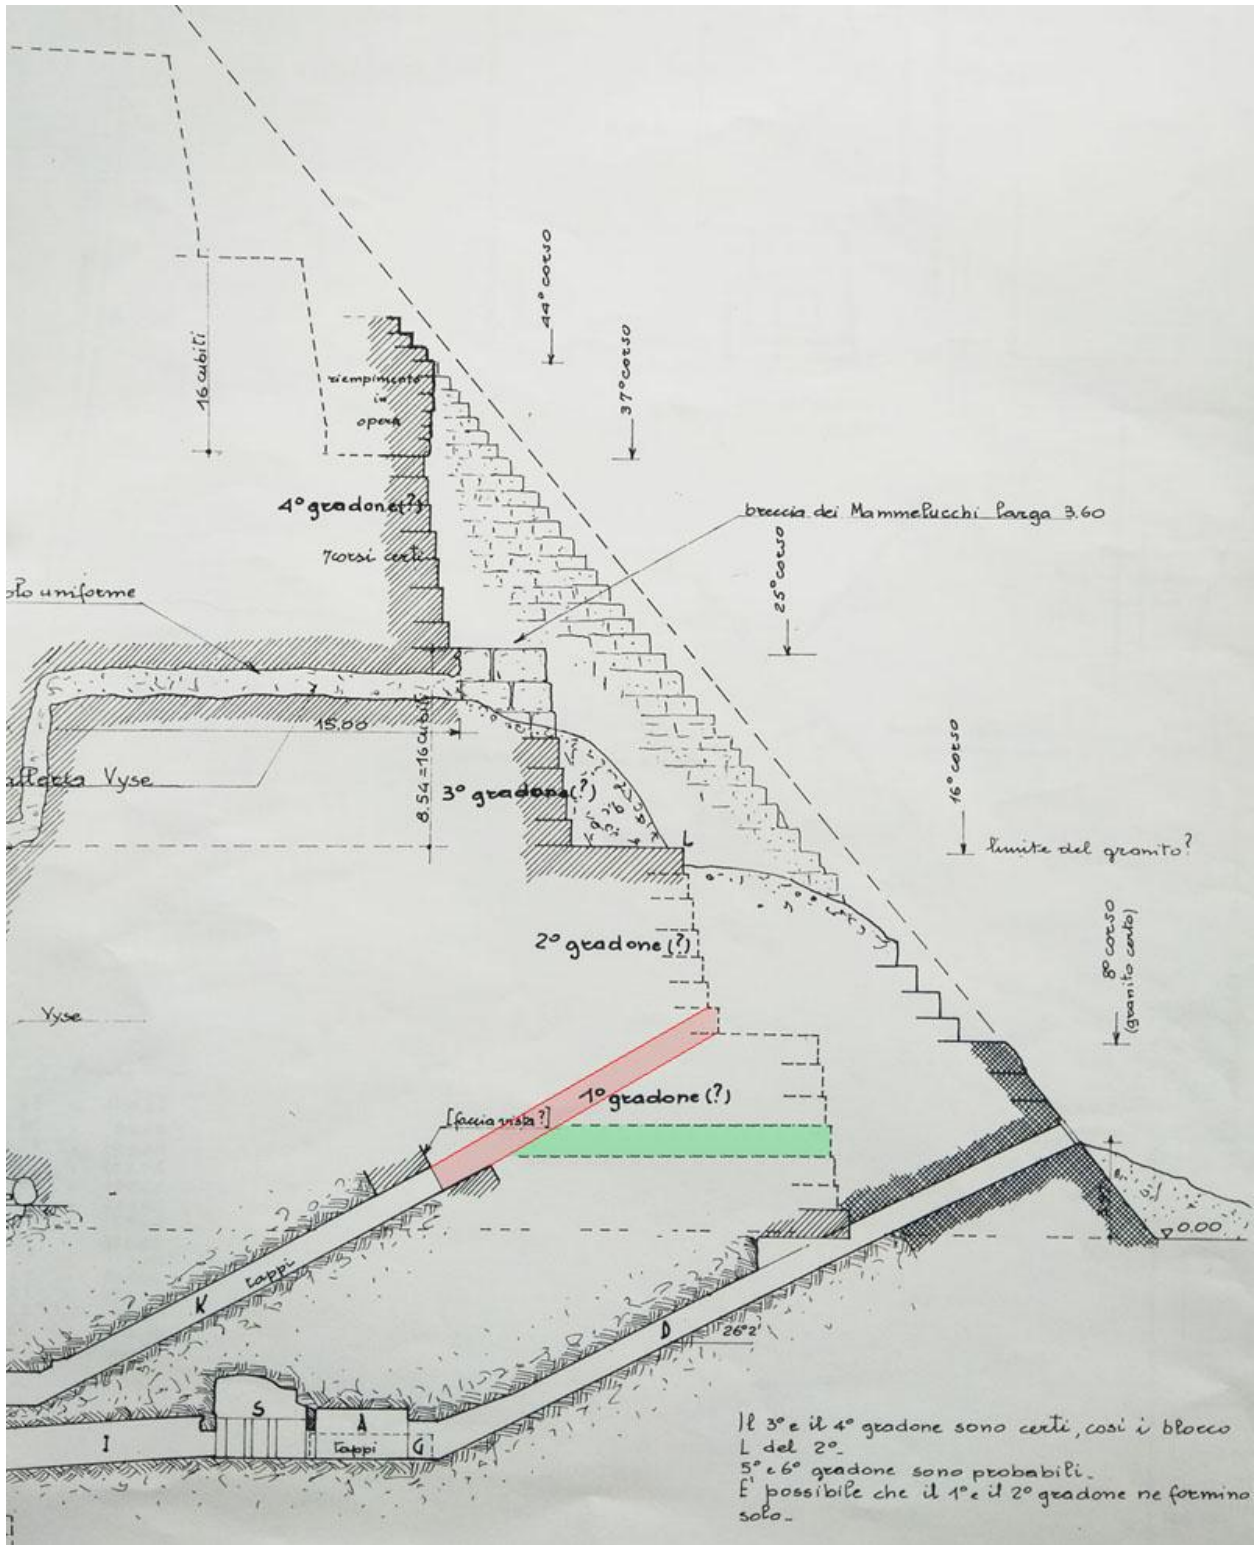 44° corso
37° corso
16 cubiti
riempimento
in
opera
4° gradone(?)
7 corsi certi
breccia dei Mammelucchi larga 3.60
25° corso
olo uniforme
15.00
8.54=16 cubiti
alleria Vyse
3° gradone(?)
16° corso
L
limite del granito?
2° gradone(?)
8° corso
(granito certo)
Vyse
1° gradone(?)
[faccia vista?]
0.00
tappi
K
D
26°2'
S
A
I
tappi
G
Il 3° e il 4° gradone sono certi, così i blocco
L del 2°_
5° e 6° gradone sono probabili_
È possibile che il 1° e il 2° gradone ne formino
solo_